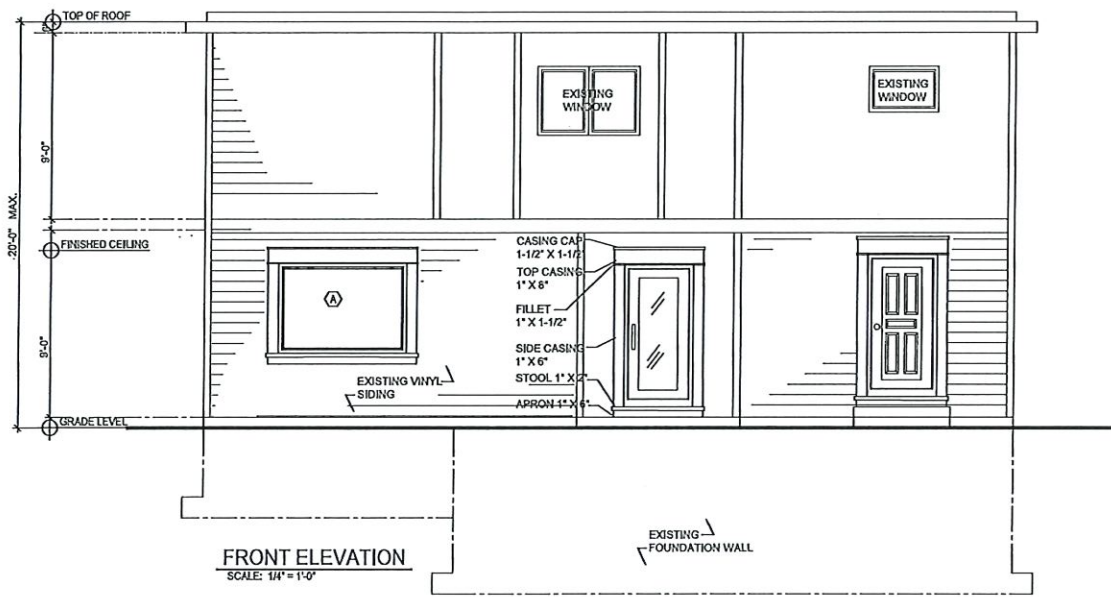 TOP OF ROOF
EXISTING
WINDOW
EXISTING
WINDOW
9'-0"
20'-0" MAX.
FINISHED CEILING
CASING CAP
1-1/2" X 1-1/2"
TOP CASING
1" X 8"
A
FILLET
1" X 1-1/2"
9'-0"
SIDE CASING
1" X 6"
EXISTING VINYL
SIDING
STOOL 1" X 2"
APRON 1" X 6"
GRADE LEVEL
EXISTING
FOUNDATION WALL
FRONT ELEVATION
SCALE: 1/4" = 1'-0"